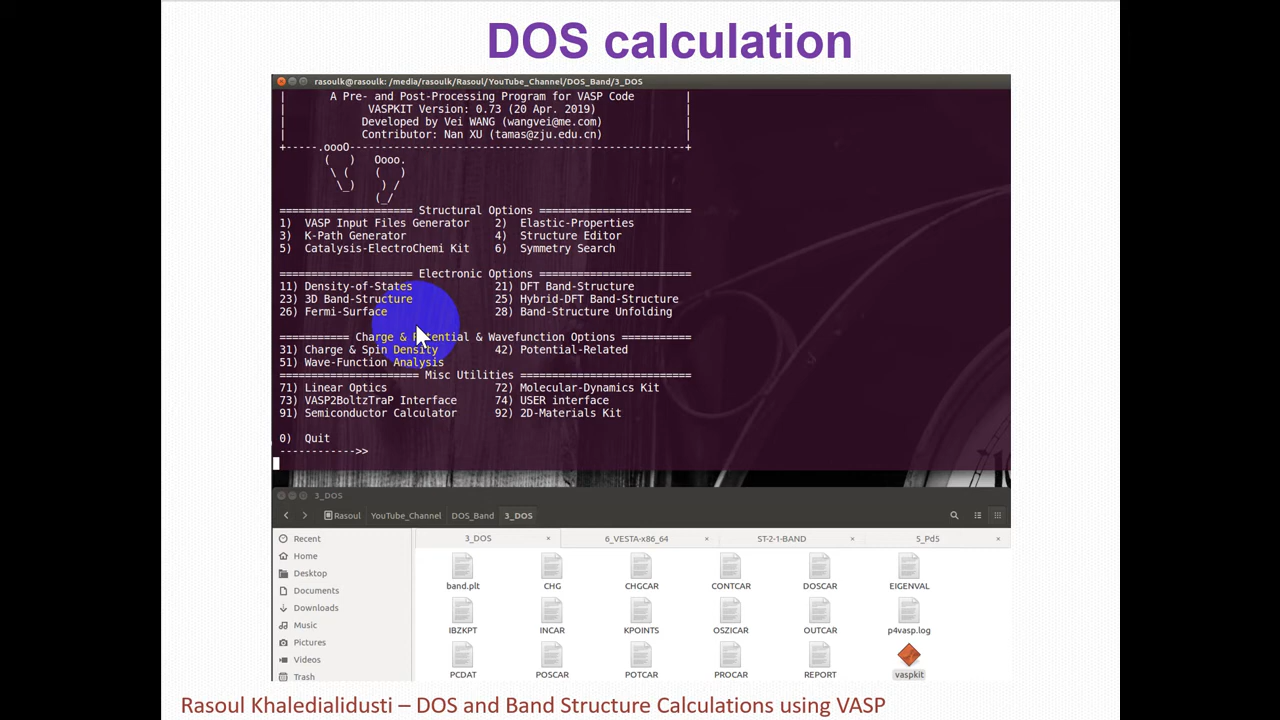 DOS calculation
rasoulk@rasoulk: /media/rasoulk/Rasoul/YouTube_Channel/DOS_Band/3_DOS
| A Pre- and Post-Processing Program for VASP Code |
| VASPKIT Version: 0.73 (20 Apr. 2019) |
| Developed by Vei WANG (wangvei@me.com) |
| Contributor: Nan XU (tamas@zju.edu.cn) |
+-----.oooO-----------------------------------------------------+
( ) Oooo.
\ ( ( )
\_) ) /
(_/
===================== Structural Options ========================
1) VASP Input Files Generator 2) Elastic-Properties
3) K-Path Generator 4) Structure Editor
5) Catalysis-ElectroChemi Kit 6) Symmetry Search
===================== Electronic Options ========================
11) Density-of-States 21) DFT Band-Structure
23) 3D Band-Structure 25) Hybrid-DFT Band-Structure
26) Fermi-Surface 28) Band-Structure Unfolding
=========== Charge & Potential & Wavefunction Options ===========
31) Charge & Spin Density 42) Potential-Related
51) Wave-Function Analysis
====================== Misc Utilities ===========================
71) Linear Optics 72) Molecular-Dynamics Kit
73) VASP2BoltzTraP Interface 74) USER interface
91) Semiconductor Calculator 92) 2D-Materials Kit
0) Quit
------------>>
3_DOS
Rasoul YouTube_Channel DOS_Band 3_DOS
Recent
Home
Desktop
Documents
Downloads
Music
Pictures
Videos
Trash
3_DOS × 6_VESTA-x86_64 × ST-2-1-BAND × 5_PdS ×
band.plt CHG CHGCAR CONTCAR DOSCAR EIGENVAL
IBZKPT INCAR KPOINTS OSZICAR OUTCAR p4vasp.log
PCDAT POSCAR POTCAR PROCAR REPORT vaspkit
Rasoul Khaledialidusti – DOS and Band Structure Calculations using VASP